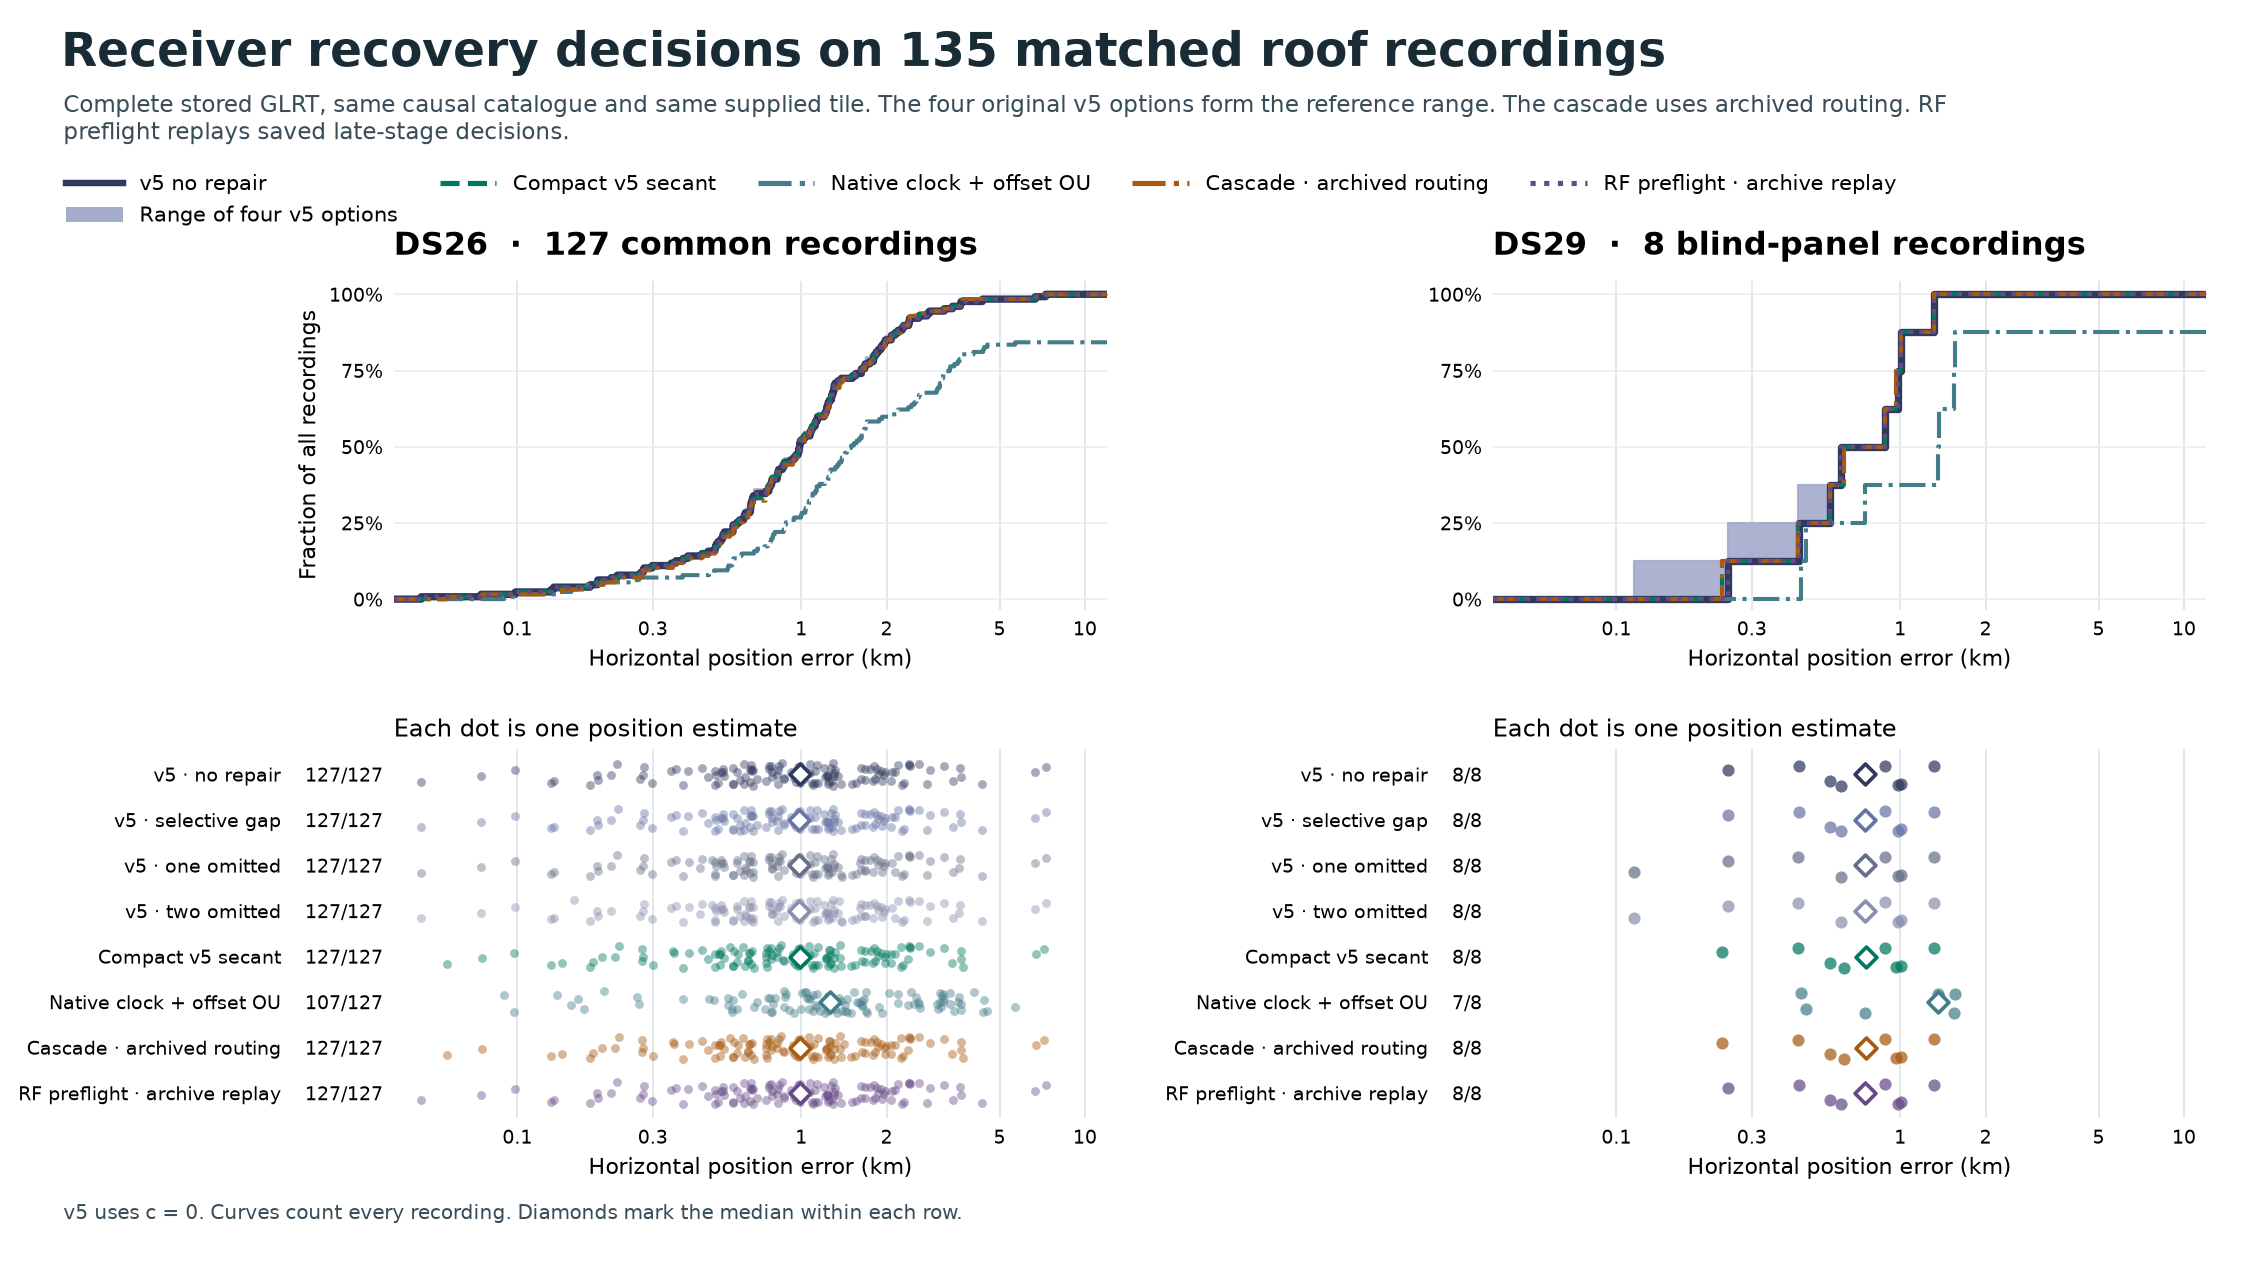 Receiver recovery decisions on 135 matched roof recordings
Complete stored GLRT, same causal catalogue and same supplied tile. The four original v5 options form the reference range. The cascade uses archived routing. RF
preflight replays saved late-stage decisions.
v5 no repair
Compact v5 secant
Native clock + offset OU
Cascade · archived routing
RF preflight · archive replay
Range of four v5 options
DS26 · 127 common recordings
Fraction of all recordings
100%
75%
50%
25%
0%
0.1 0.3 1 2 5 10
Horizontal position error (km)
DS29 · 8 blind-panel recordings
100%
75%
50%
25%
0%
0.1 0.3 1 2 5 10
Horizontal position error (km)
Each dot is one position estimate
v5 · no repair 127/127
v5 · selective gap 127/127
v5 · one omitted 127/127
v5 · two omitted 127/127
Compact v5 secant 127/127
Native clock + offset OU 107/127
Cascade · archived routing 127/127
RF preflight · archive replay 127/127
0.1 0.3 1 2 5 10
Horizontal position error (km)
Each dot is one position estimate
v5 · no repair 8/8
v5 · selective gap 8/8
v5 · one omitted 8/8
v5 · two omitted 8/8
Compact v5 secant 8/8
Native clock + offset OU 7/8
Cascade · archived routing 8/8
RF preflight · archive replay 8/8
0.1 0.3 1 2 5 10
Horizontal position error (km)
v5 uses c = 0. Curves count every recording. Diamonds mark the median within each row.